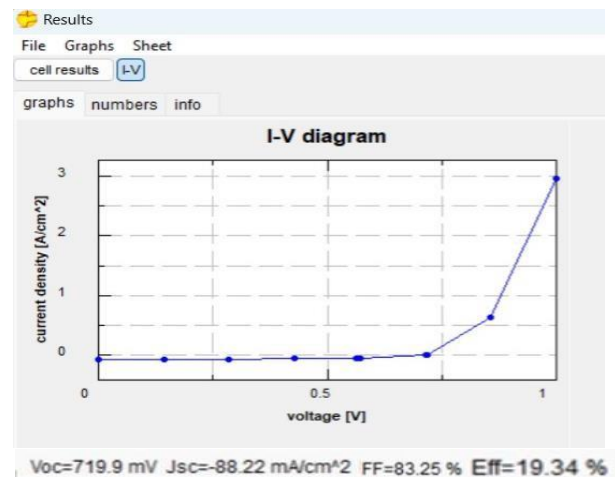 Results
File Graphs Sheet
cell results I-V
graphs numbers info
I-V diagram
current density [A/cm^2]
3
2
1
0
0 0.5 1
voltage [V]
Voc=719.9 mV Jsc=-88.22 mA/cm^2 FF=83.25 % Eff=19.34 %